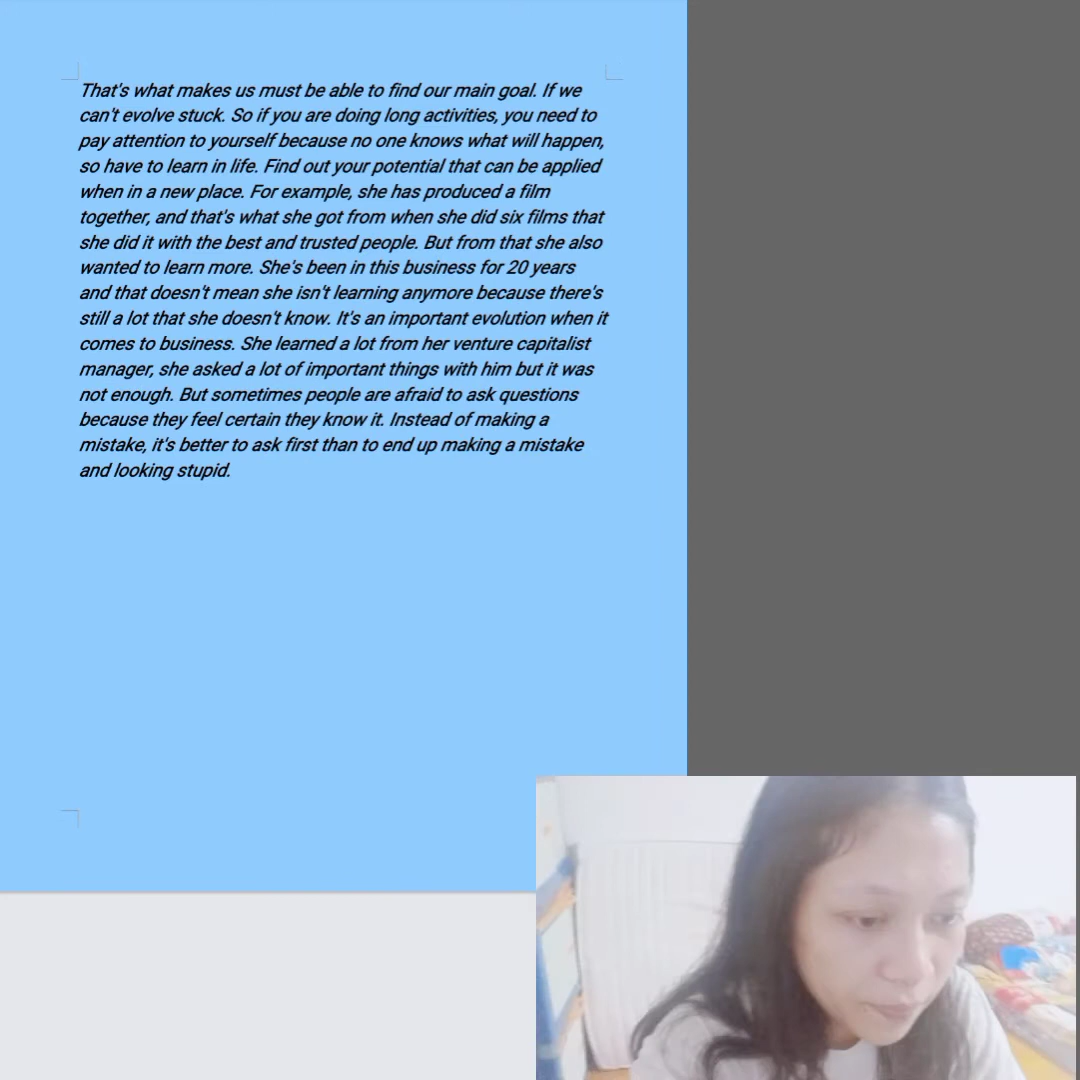 That's what makes us must be able to find our main goal. If we
can't evolve stuck. So if you are doing long activities, you need to
pay attention to yourself because no one knows what will happen,
so have to learn in life. Find out your potential that can be applied
when in a new place. For example, she has produced a film
together, and that's what she got from when she did six films that
she did it with the best and trusted people. But from that she also
wanted to learn more. She's been in this business for 20 years
and that doesn't mean she isn't learning anymore because there's
still a lot that she doesn't know. It's an important evolution when it
comes to business. She learned a lot from her venture capitalist
manager, she asked a lot of important things with him but it was
not enough. But sometimes people are afraid to ask questions
because they feel certain they know it. Instead of making a
mistake, it's better to ask first than to end up making a mistake
and looking stupid.